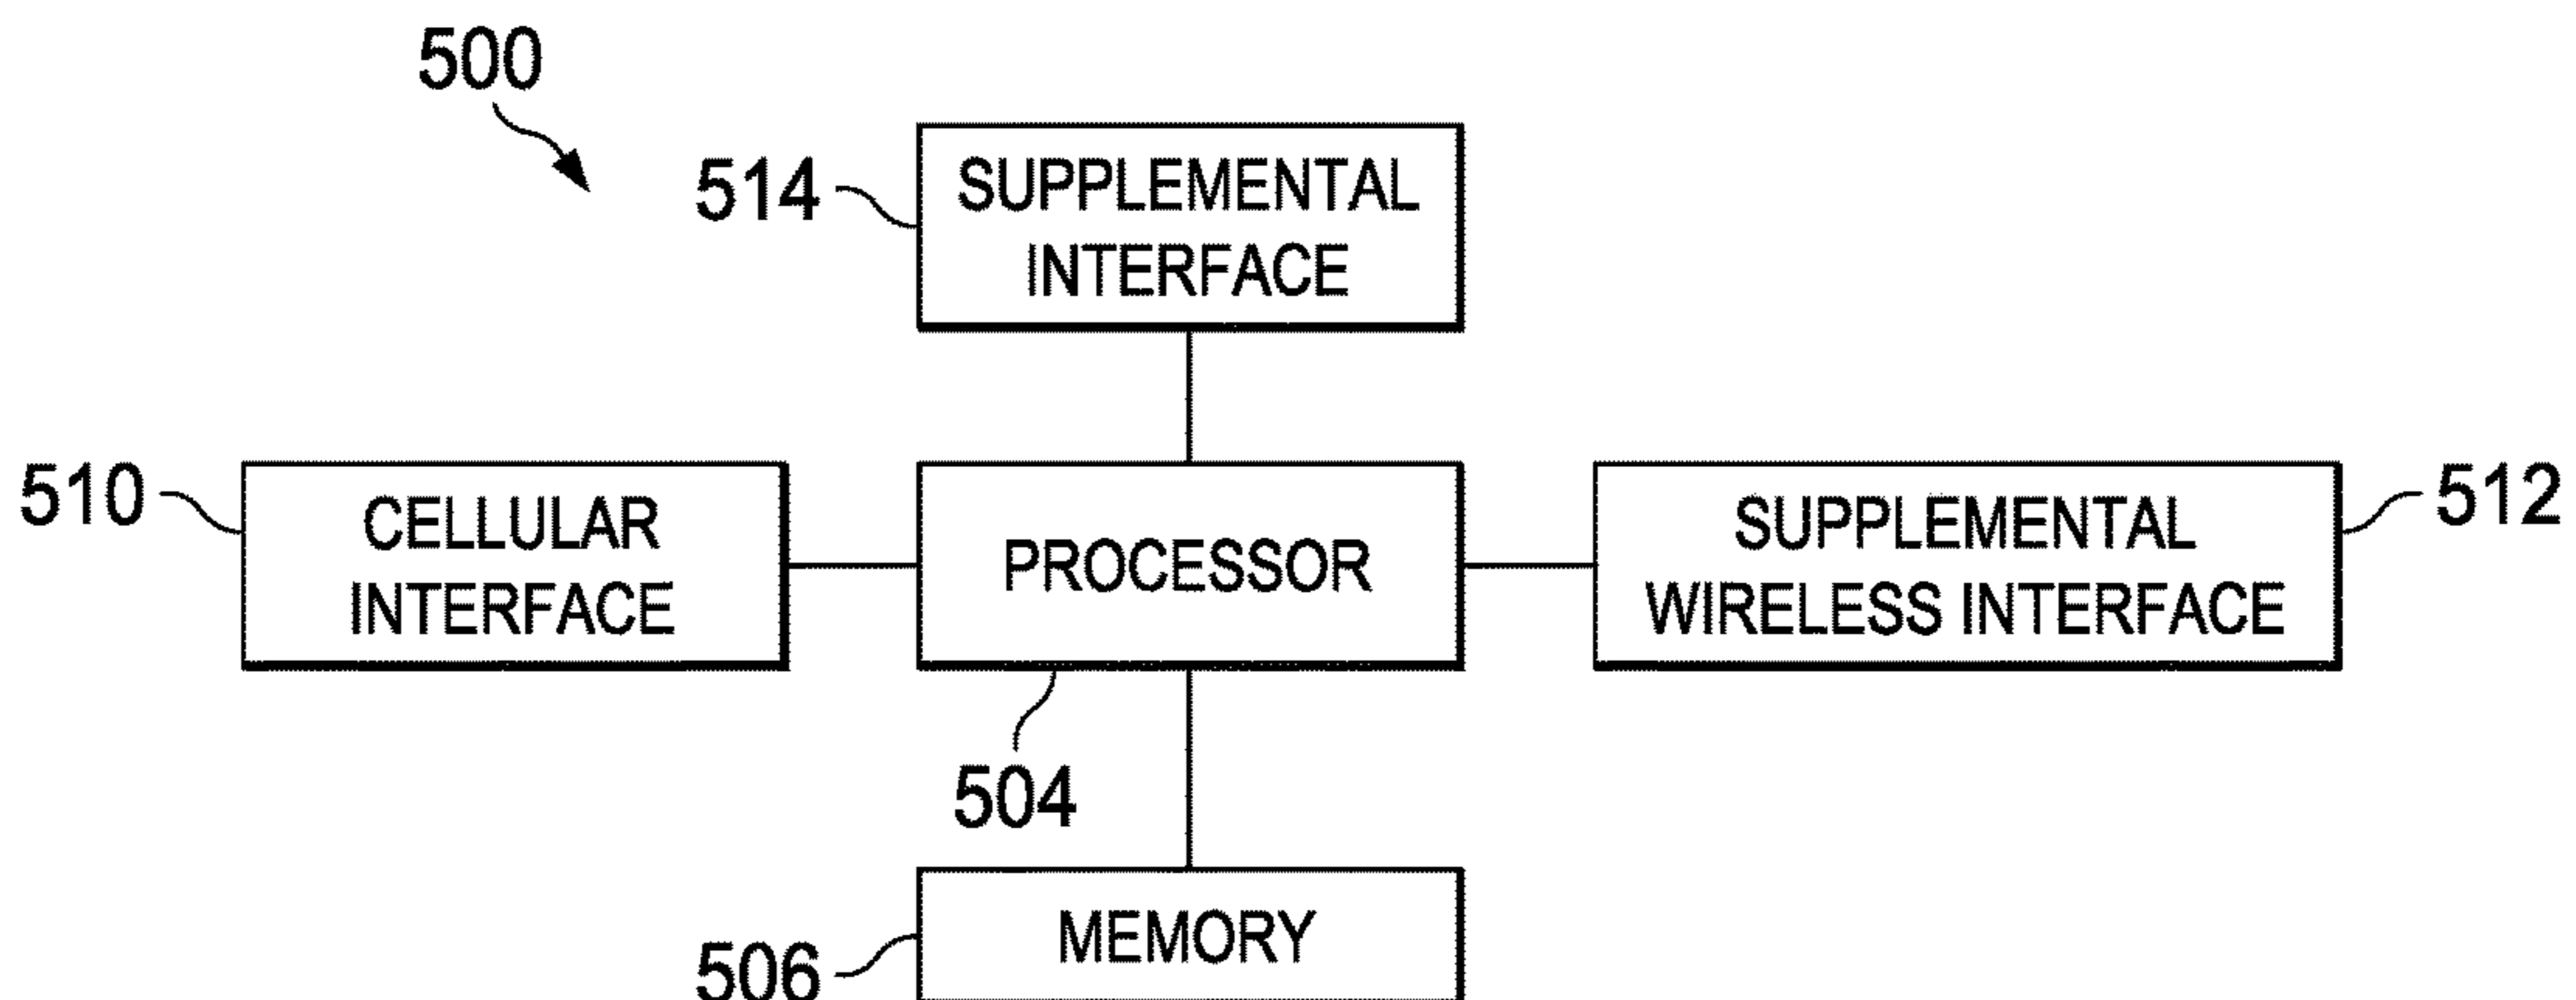 500
514
SUPPLEMENTAL
INTERFACE
510
CELLULAR
INTERFACE
PROCESSOR
SUPPLEMENTAL
WIRELESS INTERFACE
512
504
MEMORY
506